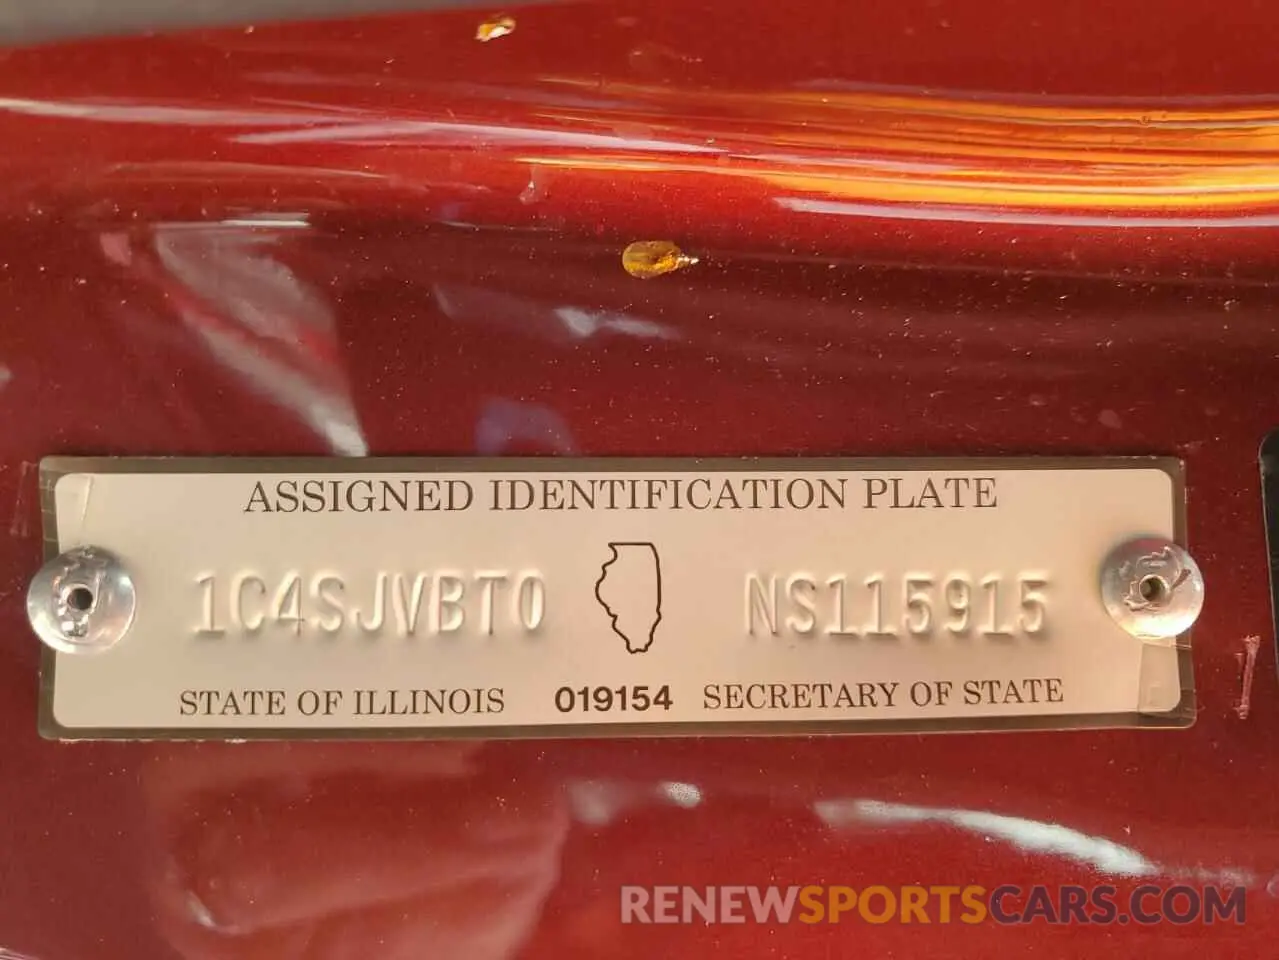 ASSIGNED IDENTIFICATION PLATE
1C4SJVBT0 NS115915
STATE OF ILLINOIS 019154 SECRETARY OF STATE
RENEWSPORTSCARS.COM